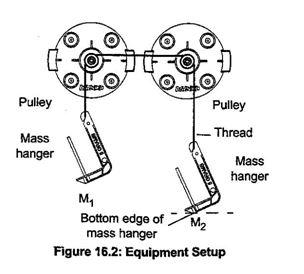 Pulley
Pulley
Thread
Mass
hanger
Mass
hanger
M1
M2
Bottom edge of
mass hanger
Figure 16.2: Equipment Setup